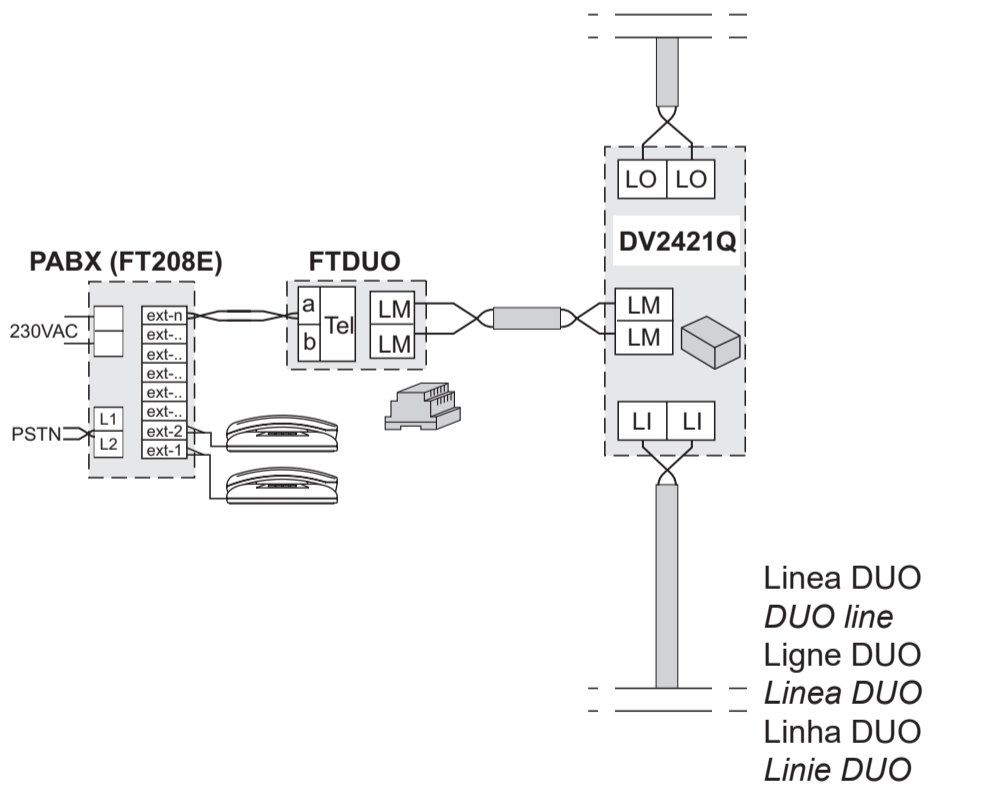 LO LO
DV2421Q
PABX (FT208E)
FTDUO
230VAC
ext-n
ext-..
ext-..
ext-..
ext-..
ext-..
ext-2
ext-1
L1
L2
PSTN
a
b
Tel
LM
LM
LM
LM
LI LI
Linea DUO
DUO line
Ligne DUO
Linea DUO
Linha DUO
Linie DUO